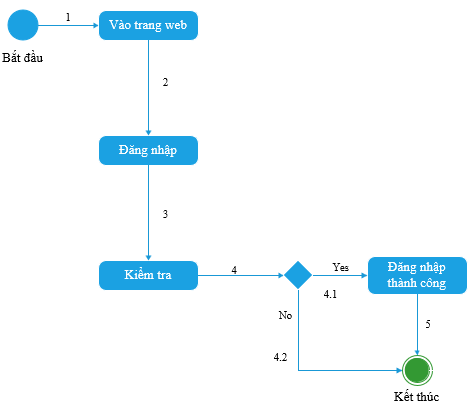 1
Vào trang web
Bắt đầu
2
Đăng nhập
3
Kiểm tra
4
Yes
4.1
Đăng nhập
thành công
No
5
4.2
Kết thúc